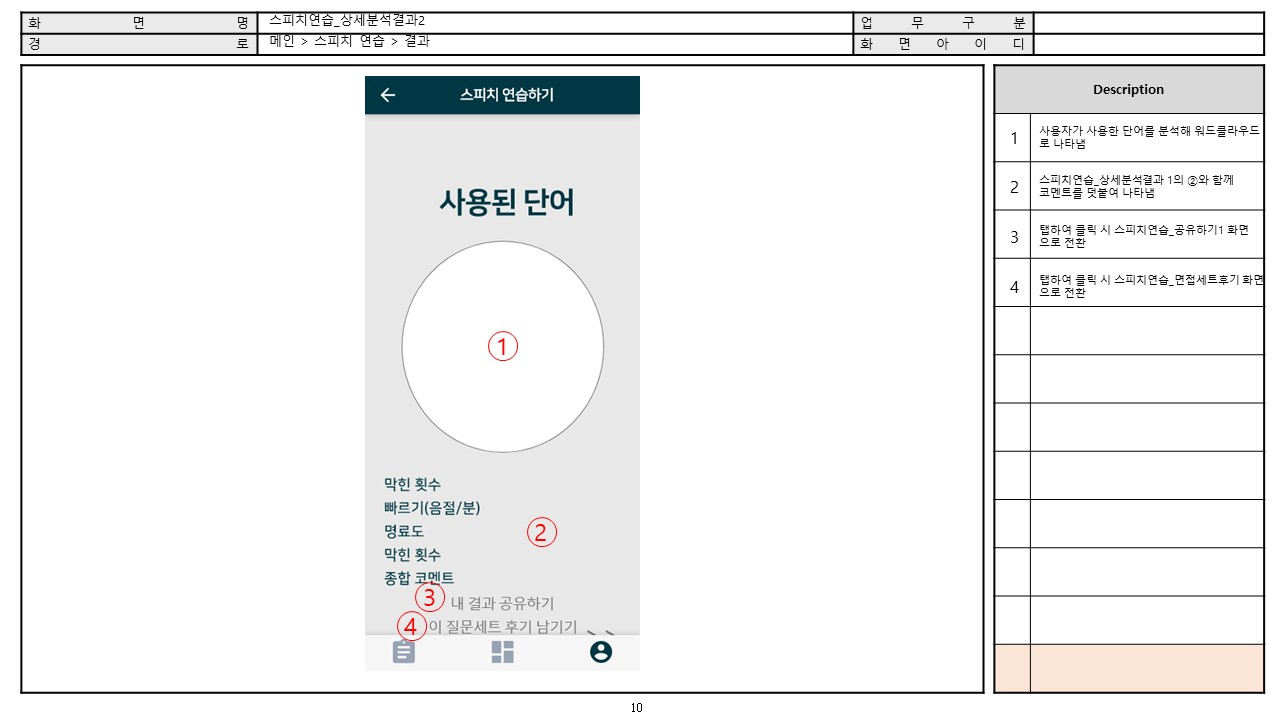 화 면 명 스피치연습_상세분석결과2 업 무 구 분
경 로 메인 > 스피치 연습 > 결과 화 면 아 이 디
스피치 연습하기
사용된 단어
①
막힌 횟수
빠르기(음절/분)
명료도
②
막힌 횟수
종합 코멘트
③ 내 결과 공유하기
④ 이 질문세트 후기 남기기
Description
1 사용자가 사용한 단어를 분석해 워드클라우드
로 나타냄
2 스피치연습_상세분석결과 1의 ②와 함께
코멘트를 덧붙여 나타냄
3 탭하여 클릭 시 스피치연습_공유하기1 화면
으로 전환
4 탭하여 클릭 시 스피치연습_면접세트후기 화면
으로 전환
10